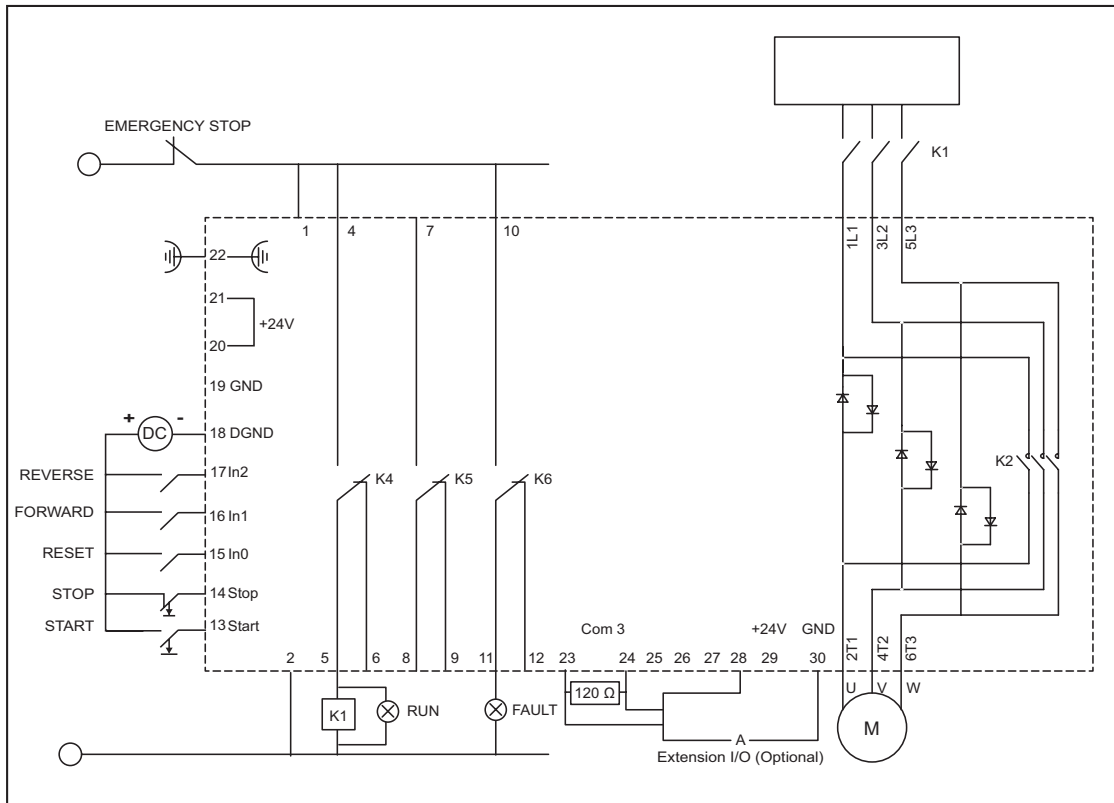 EMERGENCY STOP
K1
1 4 7 10
1L1 3L2 5L3
22
21
+24V
20
19 GND
+ -
DC
18 DGND
REVERSE
17 In2
K4 K5 K6
K2
FORWARD
16 In1
RESET
15 In0
STOP
14 Stop
START
13 Start
Com 3 +24V GND
2 5 6 8 9 11 12 23 24 25 26 27 28 29 30
2T1 4T2 6T3
U V W
120 Ω
K1
RUN
FAULT
M
A
Extension I/O (Optional)